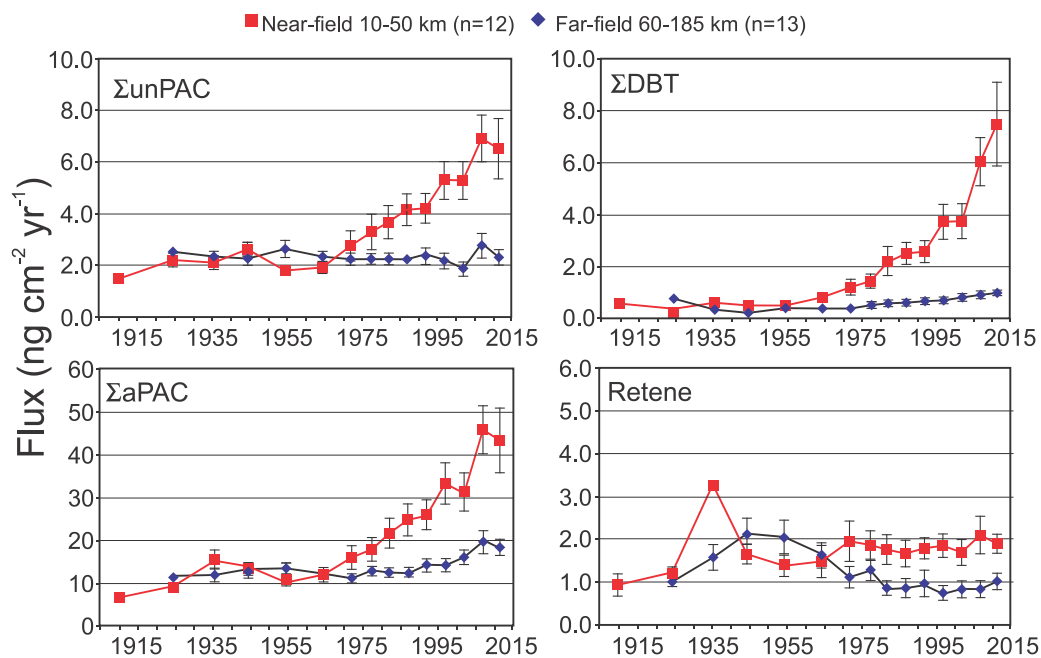 Near-field 10-50 km (n=12) Far-field 60-185 km (n=13)
Flux (ng cm⁻² yr⁻¹)
ΣunPAC
10.0
8.0
6.0
4.0
2.0
0.0
1915 1935 1955 1975 1995 2015
ΣDBT
10.0
8.0
6.0
4.0
2.0
0.0
1915 1935 1955 1975 1995 2015
ΣaPAC
60
50
40
30
20
10
0
1915 1935 1955 1975 1995 2015
Retene
6.0
5.0
4.0
3.0
2.0
1.0
0.0
1915 1935 1955 1975 1995 2015